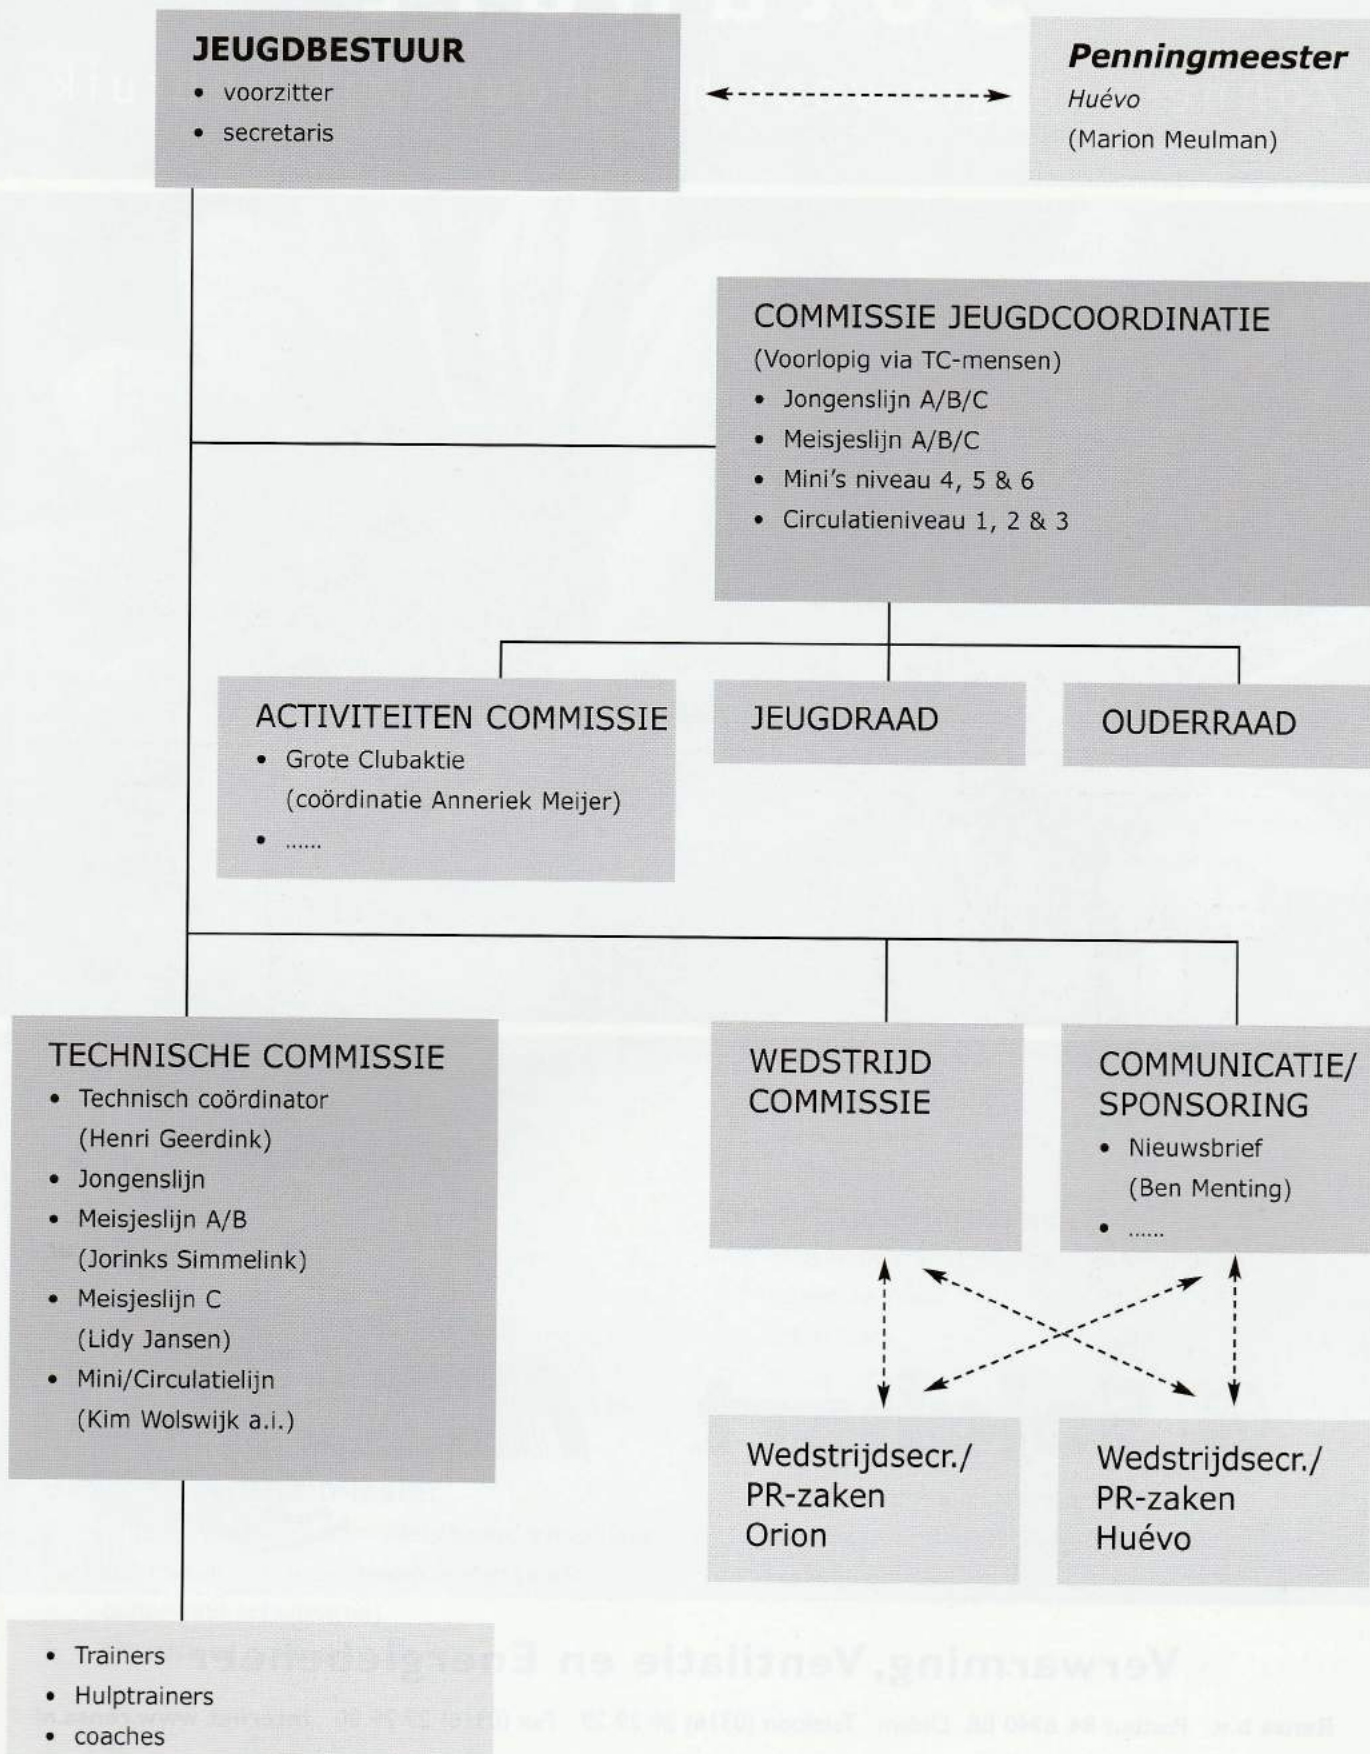 JEUGDBESTUUR
• voorzitter
• secretaris
Penningmeester
Huévo
(Marion Meulman)
COMMISSIE JEUGDCOORDINATIE
(Voorlopig via TC-mensen)
• Jongenslijn A/B/C
• Meisjeslijn A/B/C
• Mini's niveau 4, 5 & 6
• Circulatieniveau 1, 2 & 3
ACTIVITEITEN COMMISSIE
• Grote Clubaktie
(coördinatie Anneriek Meijer)
• ......
JEUGDRAAD
OUDERRAAD
TECHNISCHE COMMISSIE
• Technisch coördinator
(Henri Geerdink)
• Jongenslijn
• Meisjeslijn A/B
(Jorinks Simmelink)
• Meisjeslijn C
(Lidy Jansen)
• Mini/Circulatielijn
(Kim Wolswijk a.i.)
WEDSTRIJD
COMMISSIE
COMMUNICATIE/
SPONSORING
• Nieuwsbrief
(Ben Menting)
• ......
Wedstrijdsecr./
PR-zaken
Orion
Wedstrijdsecr./
PR-zaken
Huévo
• Trainers
• Hulptrainers
• coaches
Verwarming, Ventilatie en Energiebeheer